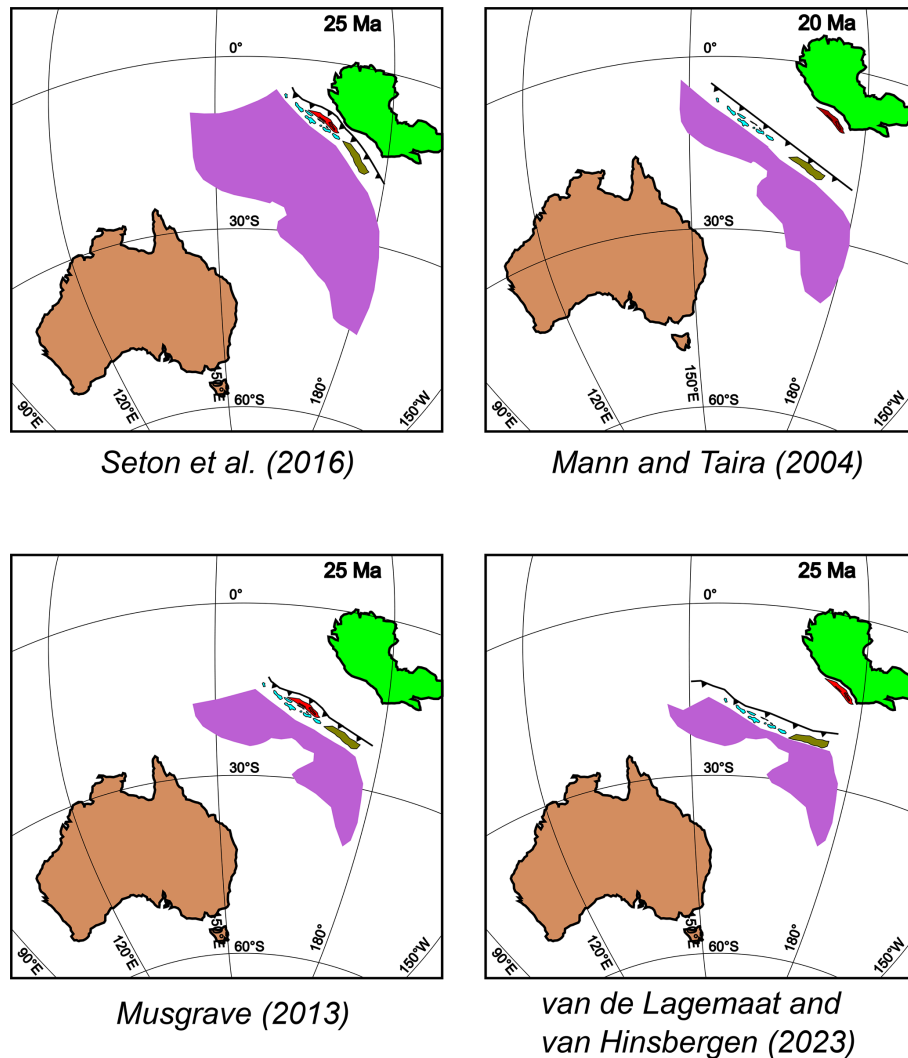 25 Ma
0°
30°S
60°S
90°E
120°E
15°E
180°
150°W
Seton et al. (2016)
20 Ma
0°
30°S
60°S
90°E
120°E
150°E
180°
150°W
Mann and Taira (2004)
25 Ma
0°
30°S
60°S
90°E
120°E
180°
150°W
Musgrave (2013)
25 Ma
0°
30°S
60°S
90°E
120°E
180°
150°W
van de Lagemaat and
van Hinsbergen (2023)